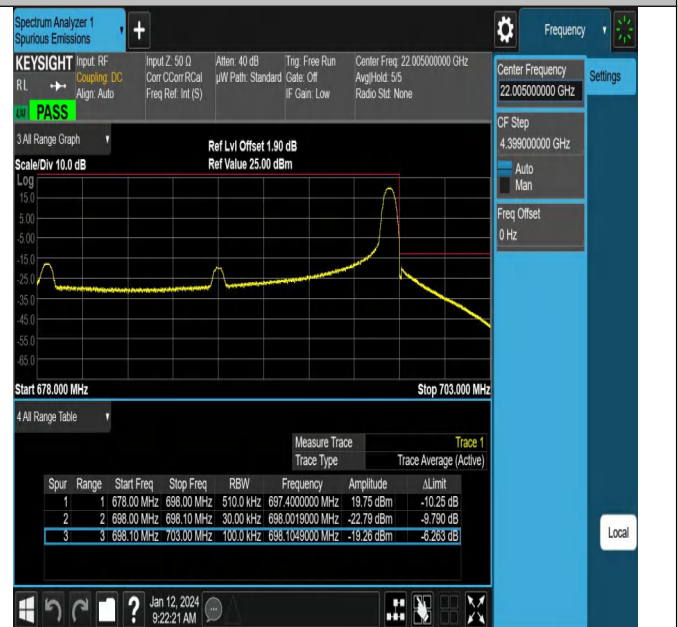 Spectrum Analyzer 1
Spurious Emissions
+
Frequency
KEYSIGHT Input: RF Input Z: 50 Ω Atten: 40 dB Trig: Free Run Center Freq: 22.005000000 GHz
RL Coupling: DC Corr CCorr RCal µW Path: Standard Gate: Off Avg|Hold: 5/5
Align: Auto Freq Ref: Int (S) IF Gain: Low Radio Std: None
LXI PASS
Center Frequency
22.005000000 GHz
Settings
CF Step
4.399000000 GHz
Auto
Man
Freq Offset
0 Hz
3 All Range Graph
Ref Lvl Offset 1.90 dB
Scale/Div 10.0 dB Ref Value 25.00 dBm
Log
15.0
5.00
-5.00
-15.0
-25.0
-35.0
-45.0
-55.0
-65.0
Start 678.000 MHz Stop 703.000 MHz
4 All Range Table
Measure Trace Trace 1
Trace Type Trace Average (Active)
Spur Range Start Freq Stop Freq RBW Frequency Amplitude ΔLimit
1 1 678.00 MHz 698.00 MHz 510.0 kHz 697.4000000 MHz 19.75 dBm -10.25 dB
2 2 698.00 MHz 698.10 MHz 30.00 kHz 698.0019000 MHz -22.79 dBm -9.790 dB
3 3 698.10 MHz 703.00 MHz 100.0 kHz 698.1049000 MHz -19.26 dBm -6.263 dB
Local
? Jan 12, 2024
9:22:21 AM